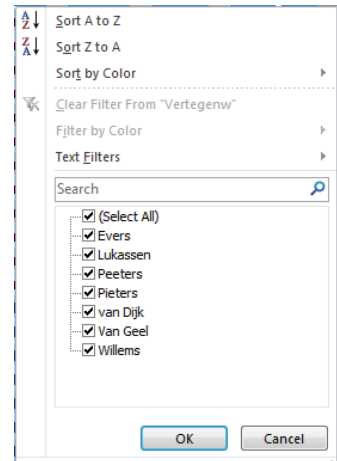 Sort A to Z
Sort Z to A
Sort by Color
Clear Filter From "Vertegenw"
Filter by Color
Text Filters
Search
(Select All)
Evers
Lukassen
Peeters
Pieters
van Dijk
Van Geel
Willems
OK Cancel